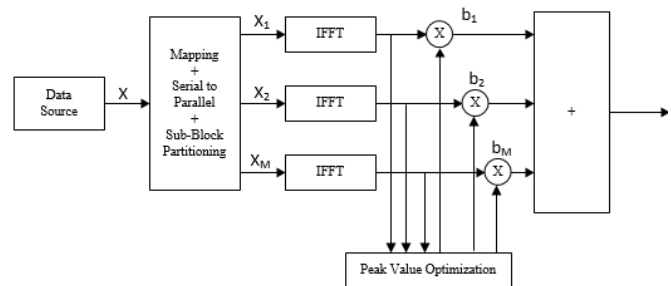 Data
Source
X
Mapping
+
Serial to
Parallel
+
Sub-Block
Partitioning
X1
IFFT
X
b1
X2
IFFT
X
b2
XM
IFFT
X
bM
+
Peak Value Optimization